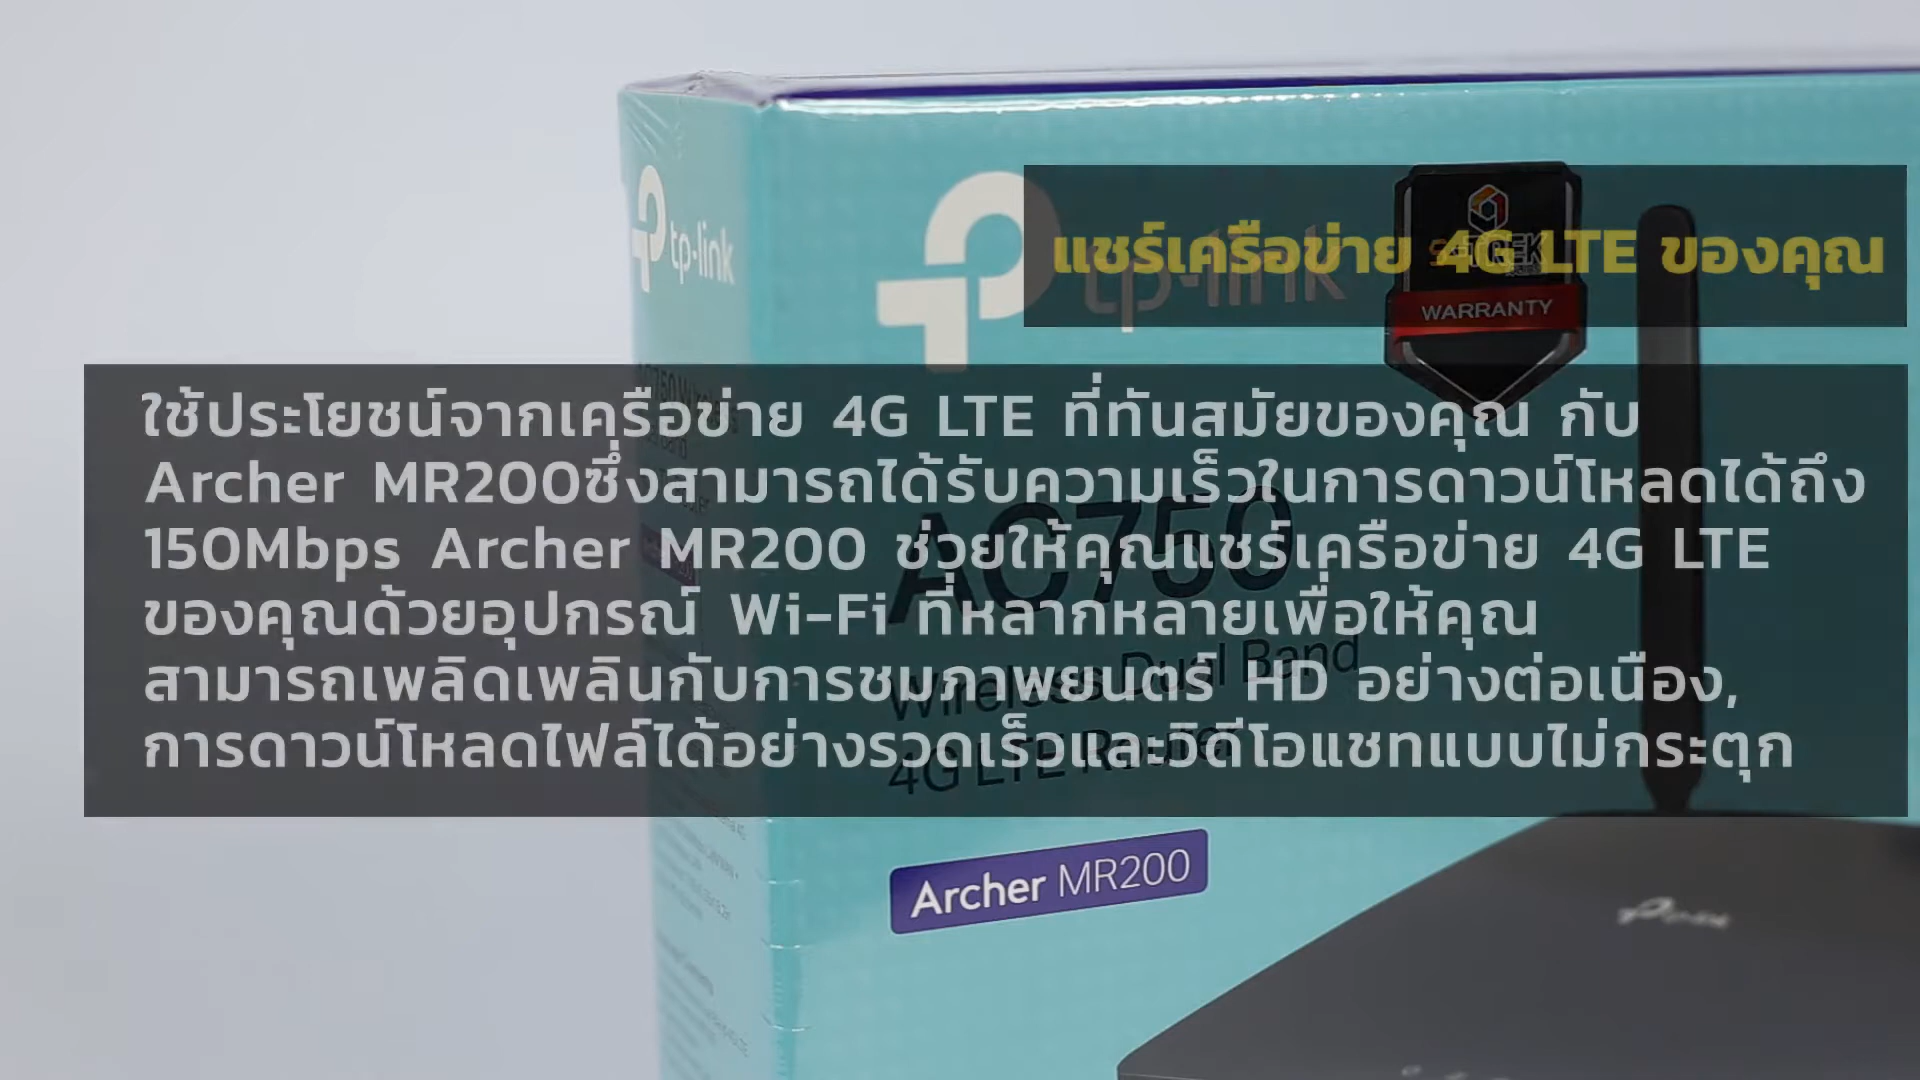 tp-link
tp-link
แชร์เครือข่าย 4G LTE ของคุณ
WARRANTY
ใช้ประโยชน์จากเครือข่าย 4G LTE ที่ทันสมัยของคุณ กับ
Archer MR200ซึ่งสามารถได้รับความเร็วในการดาวน์โหลดได้ถึง
150Mbps Archer MR200 ช่วยให้คุณแชร์เครือข่าย 4G LTE
ของคุณด้วยอุปกรณ์ Wi-Fi ที่หลากหลายเพื่อให้คุณ
สามารถเพลิดเพลินกับการชมภาพยนตร์ HD อย่างต่อเนื่อง,
การดาวน์โหลดไฟล์ได้อย่างรวดเร็วและวิดีโอแชทแบบไม่กระตุก
AC750
Wireless Dual Band
4G LTE Router
Archer MR200